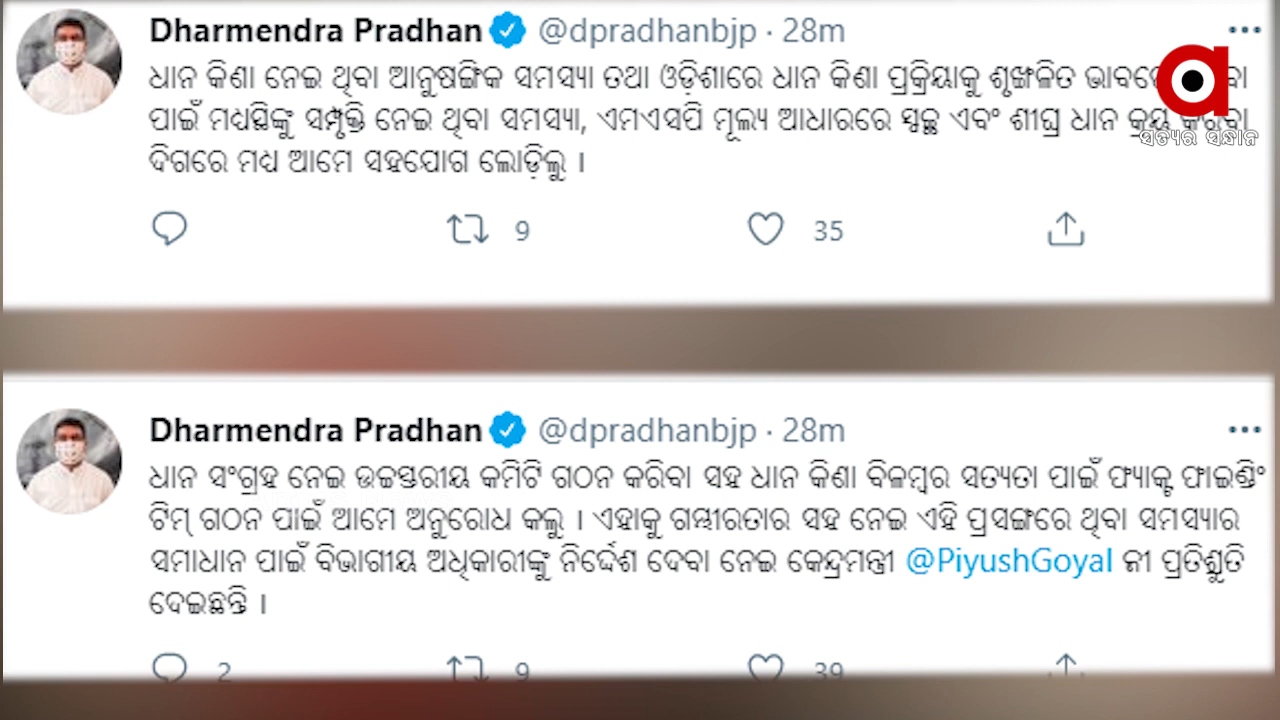 Dharmendra Pradhan @dpradhanbjp · 28m
ଧାନ କିଣା ନେଇ ଥିବା ଆନୁଷଙ୍ଗିକ ସମସ୍ୟା ତଥା ଓଡ଼ିଶାରେ ଧାନ କିଣା ପ୍ରକ୍ରିୟାକୁ ଶୃଙ୍ଖଳିତ
ପାଇଁ ମଧ୍ୟସ୍ଥିଙ୍କୁ ସମ୍ପୃକ୍ତି ନେଇ ଥିବା ସମସ୍ୟା, ଏମଏସପି ମୂଲ୍ୟ ଆଧାରରେ ସ୍ୱଚ୍ଛ ଏବଂ ଶୀଘ୍ର ଧାନ କ୍ରୟ କରିବା
ସତ୍ୟର ସନ୍ଧାନ
ଦିଗରେ ମଧ୍ୟ ଆମେ ସହଯୋଗ ଲୋଡ଼ିଲୁ ।
9 35
Dharmendra Pradhan @dpradhanbjp · 28m
ଧାନ ସଂଗ୍ରହ ନେଇ ଉଚ୍ଚସ୍ତରୀୟ କମିଟି ଗଠନ କରିବା ସହ ଧାନ କିଣା ବିଳମ୍ବର ସତ୍ୟତା ପାଇଁ ଫ୍ୟାକ୍ଟ ଫାଇଣ୍ଡିଂ
ଟିମ୍ ଗଠନ ପାଇଁ ଆମେ ଅନୁରୋଧ କଲୁ । ଏହାକୁ ଗମ୍ଭୀରତାର ସହ ନେଇ ଏହି ପ୍ରସଙ୍ଗରେ ଥିବା ସମସ୍ୟାର
ସମାଧାନ ପାଇଁ ବିଭାଗୀୟ ଅଧିକାରୀଙ୍କୁ ନିର୍ଦ୍ଦେଶ ଦେବା ନେଇ କେନ୍ଦ୍ରମନ୍ତ୍ରୀ @PiyushGoyal ଜୀ ପ୍ରତିଶ୍ରୁତି
ଦେଇଛନ୍ତି ।
2 9 39